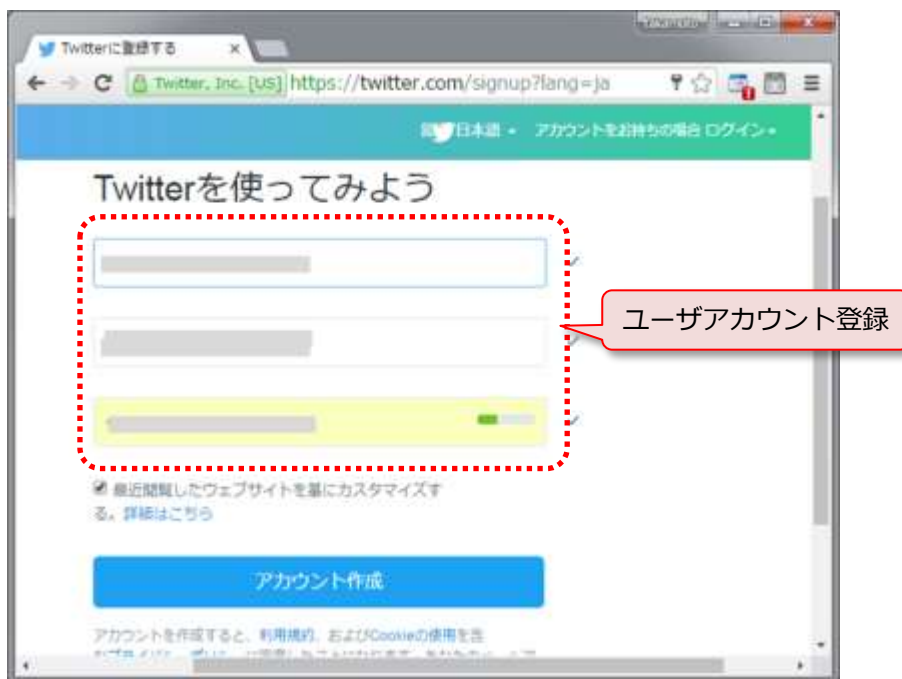 Twitterに登録する
Twitter, Inc. [US] https://twitter.com/signup?lang=ja
日本語 アカウントをお持ちの場合 ログイン
Twitterを使ってみよう
ユーザアカウント登録
最近閲覧したウェブサイトを基にカスタマイズす
る。詳細はこちら
アカウント作成
アカウントを作成すると、利用規約、およびCookieの使用を含